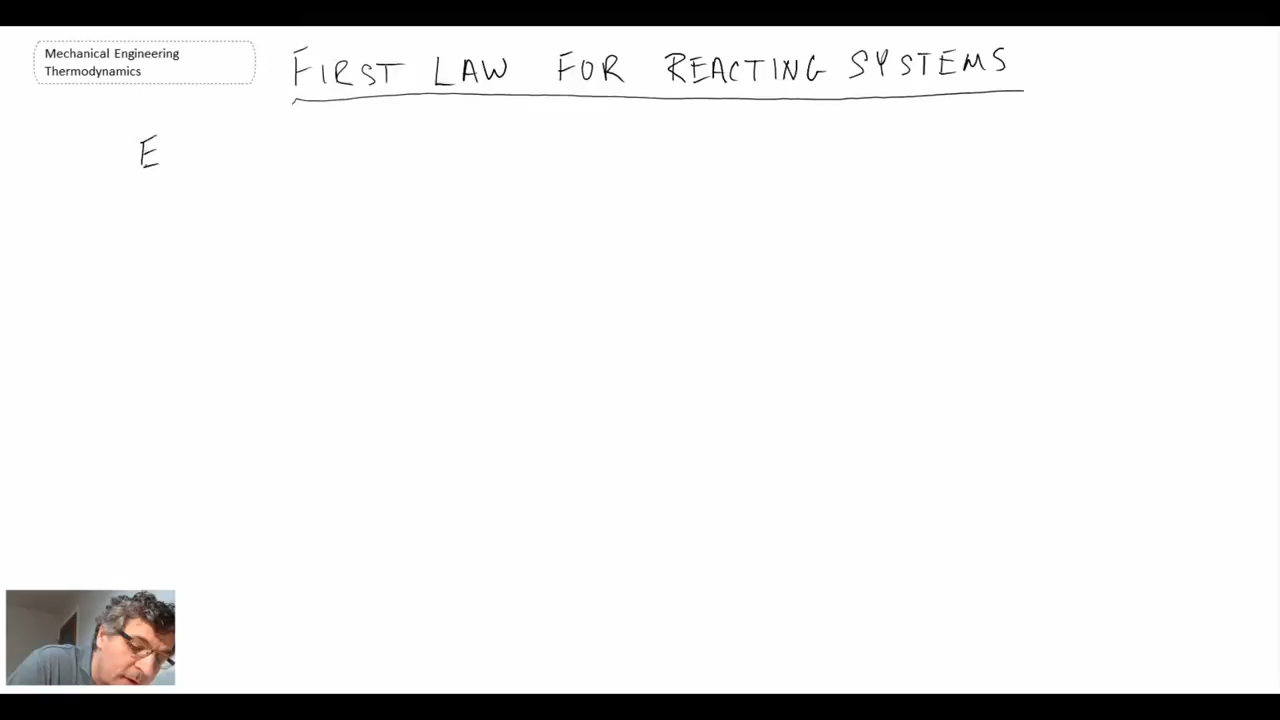 Mechanical Engineering
Thermodynamics
FIRST LAW FOR REACTING SYSTEMS
E